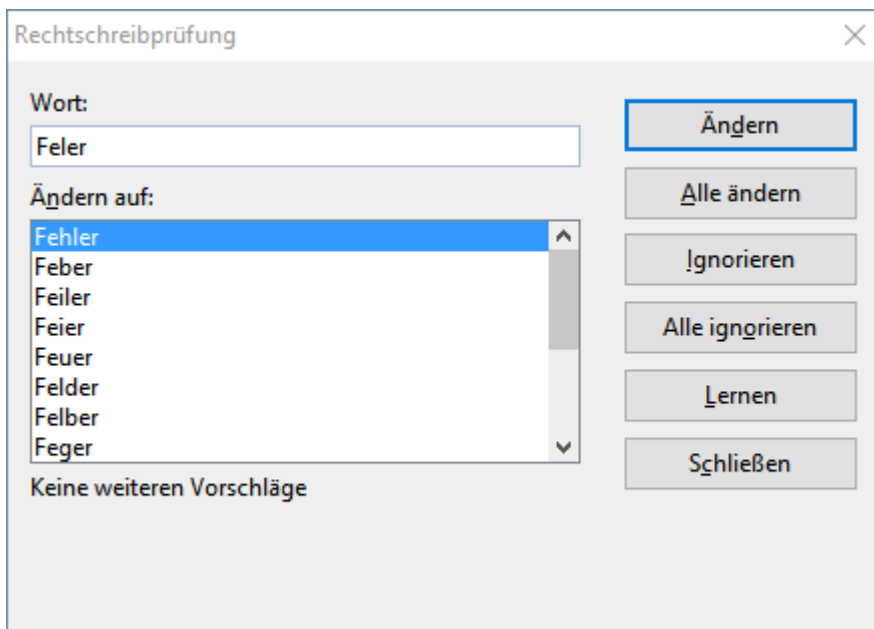 Rechtschreibprüfung
Wort:
Feler
Ändern auf:
Fehler
Feber
Feiler
Feier
Feuer
Felder
Felber
Feger
Keine weiteren Vorschläge
Ändern
Alle ändern
Ignorieren
Alle ignorieren
Lernen
Schließen